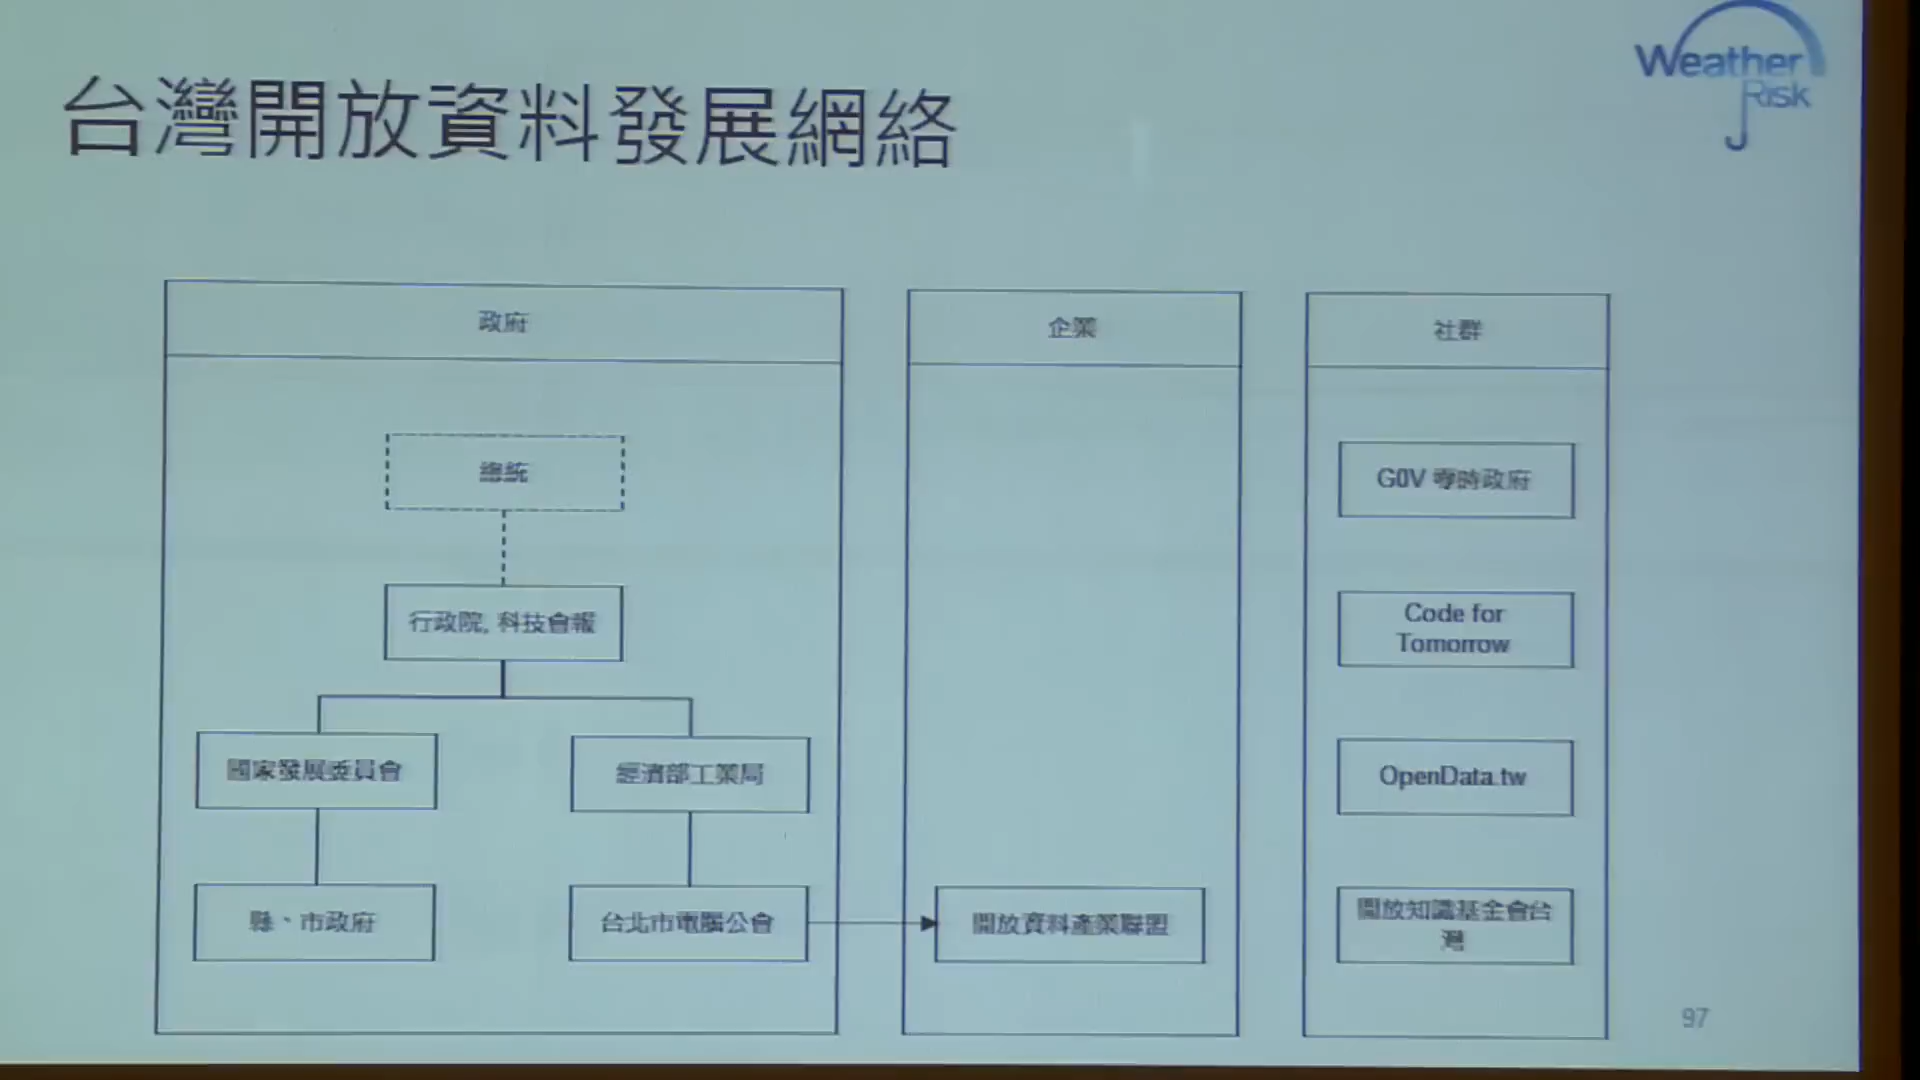 Weather
Risk
台灣開放資料發展網絡
政府
總統
行政院, 科技會報
國家發展委員會
經濟部工業局
縣、市政府
台北市電腦公會
企業
開放資料產業聯盟
社群
G0V 零時政府
Code for
Tomorrow
OpenData.tw
開放知識基金會台
灣
97